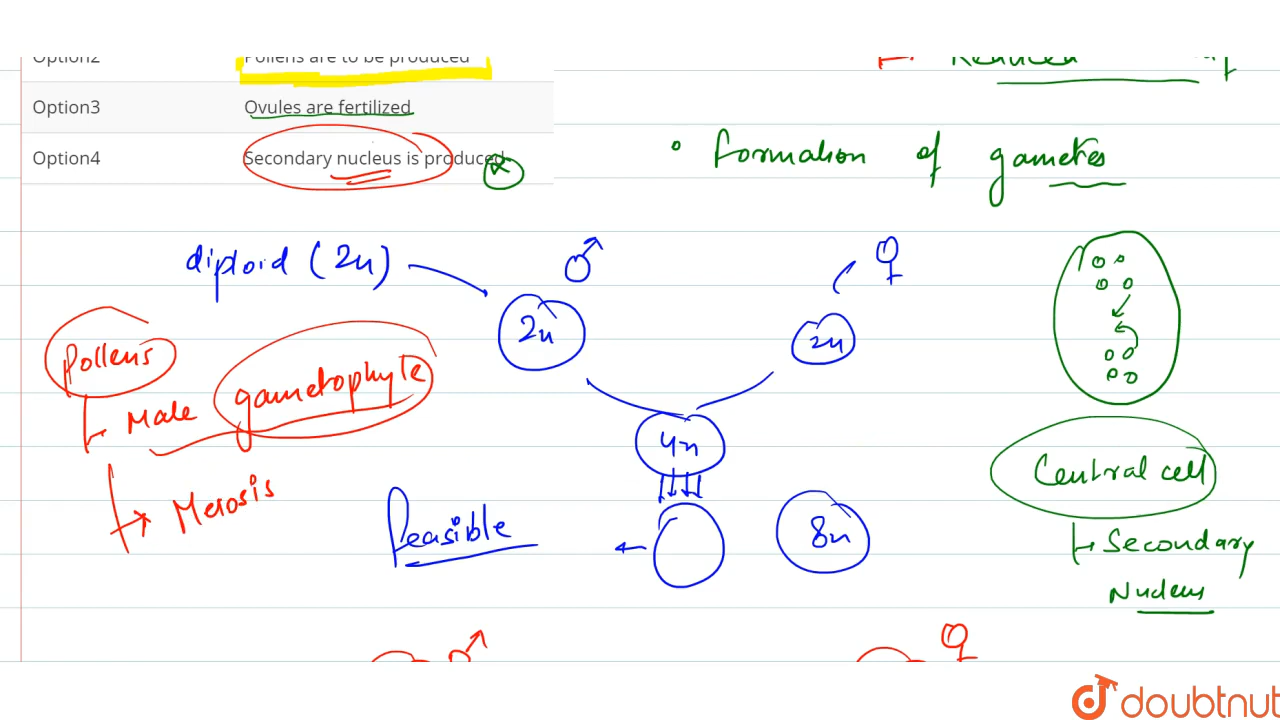 Option2 Pollens are to be produced
Reduced
Option3 Ovules are fertilized
Option4 Secondary nucleus is produced
• formation of gametes
diploid (2n) ♂ ♀
2n 2n
Pollens
Male gametophyte
4n
Central cell
Meiosis
feasible
8n
Secondary
Nucleus
♂ ♀
doubtnut